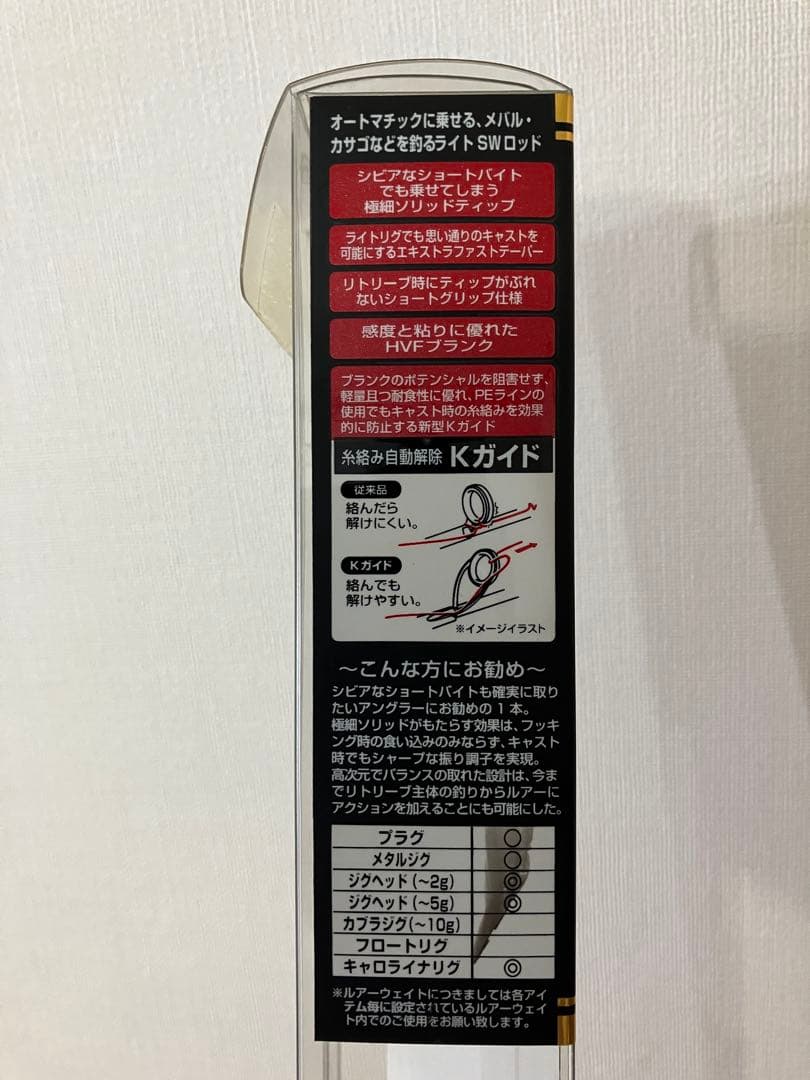 オートマチックに乗せる、メバル・
カサゴなどを釣るライトSWロッド
シビアなショートバイト
でも乗せてしまう
極細ソリッドティップ
ライトリグでも思い通りのキャストを
可能にするエキストラファストテーパー
リトリーブ時にティップがぶれ
ないショートグリップ仕様
感度と粘りに優れた
HVFブランク
ブランクのポテンシャルを阻害せず、
軽量且つ耐食性に優れ、PEラインの
使用でもキャスト時の糸絡みを効果
的に防止する新型Kガイド
糸絡み自動解除 Kガイド
従来品
絡んだら
解けにくい。
Kガイド
絡んでも
解けやすい。
※イメージイラスト
〜こんな方にお勧め〜
シビアなショートバイトも確実に取り
たいアングラーにお勧めの1本。
極細ソリッドがもたらす効果は、フッキ
ング時の食い込みのみならず、キャスト
時でもシャープな振り調子を実現。
高次元でバランスの取れた設計は、今ま
でリトリーブ主体の釣りからルアーに
アクションを加えることにも可能にした。
プラグ ○
メタルジグ ○
ジグヘッド(〜2g) ◎
ジグヘッド(〜5g) ◎
カブラジグ(〜10g)
フロートリグ
キャロライナリグ ◎
※ルアーウェイトにつきましては各アイ
テム毎に設定されているルアーウェイ
ト内でのご使用をお願い致します。